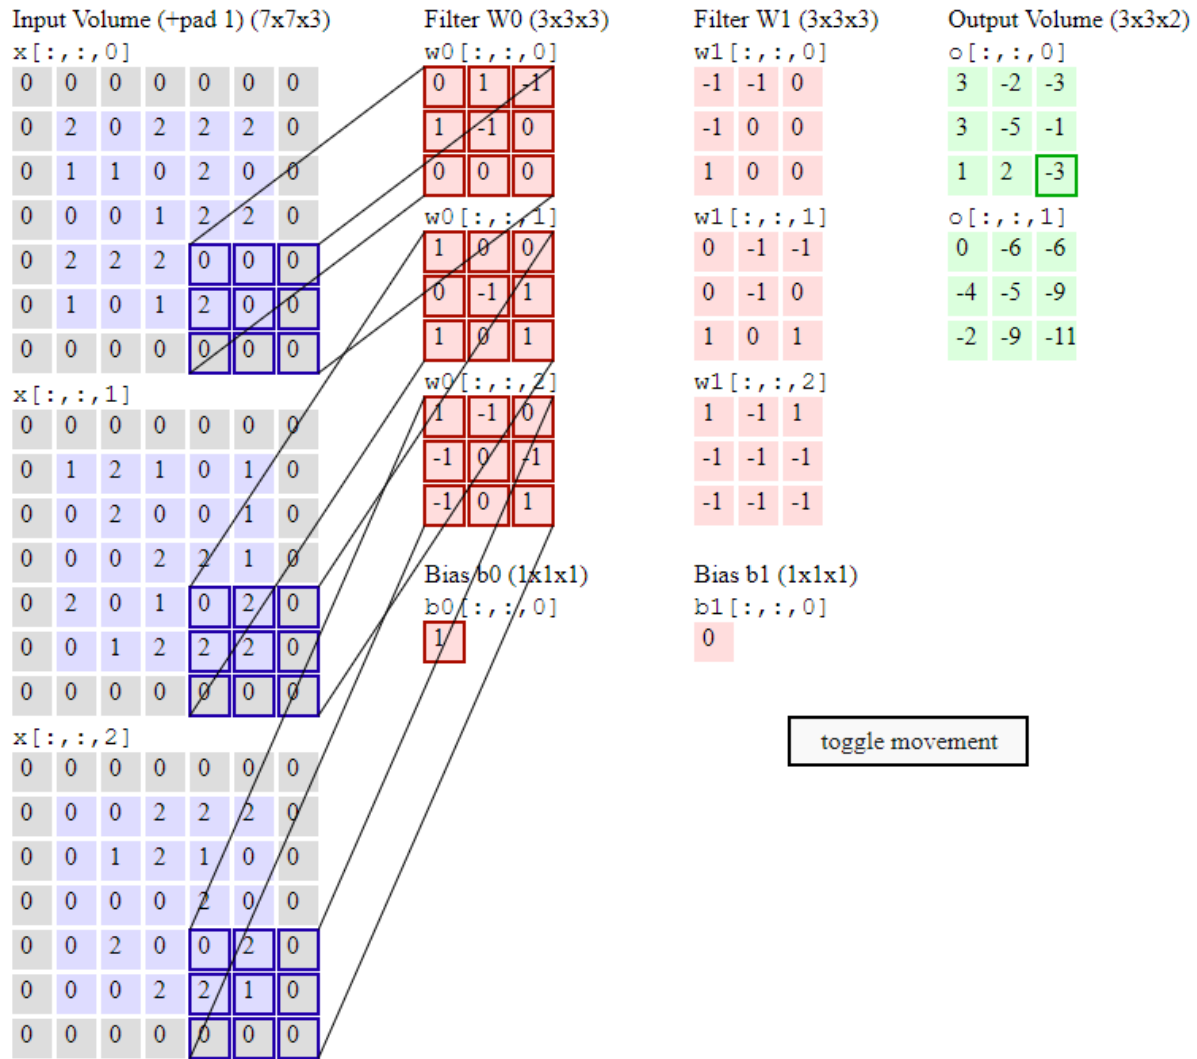 Input Volume (+pad 1) (7x7x3)
x[:,:,0]
0 0 0 0 0 0 0
0 2 0 2 2 2 0
0 1 1 0 2 0 0
0 0 0 1 2 2 0
0 2 2 2 0 0 0
0 1 0 1 2 0 0
0 0 0 0 0 0 0
x[:,:,1]
0 0 0 0 0 0 0
0 1 2 1 0 1 0
0 0 2 0 0 1 0
0 0 0 2 2 1 0
0 2 0 1 0 2 0
0 0 1 2 2 2 0
0 0 0 0 0 0 0
x[:,:,2]
0 0 0 0 0 0 0
0 0 0 2 2 2 0
0 0 1 2 1 0 0
0 0 0 0 2 0 0
0 0 2 0 0 2 0
0 0 0 2 2 1 0
0 0 0 0 0 0 0
Filter W0 (3x3x3)
w0[:,:,0]
0 1 -1
1 -1 0
0 0 0
w0[:,:,1]
1 0 0
0 -1 1
1 0 1
w0[:,:,2]
1 -1 0
-1 0 -1
-1 0 1
Bias b0 (1x1x1)
b0[:,:,0]
1
Filter W1 (3x3x3)
w1[:,:,0]
-1 -1 0
-1 0 0
1 0 0
w1[:,:,1]
0 -1 -1
0 -1 0
1 0 1
w1[:,:,2]
1 -1 1
-1 -1 -1
-1 -1 -1
Bias b1 (1x1x1)
b1[:,:,0]
0
Output Volume (3x3x2)
o[:,:,0]
3 -2 -3
3 -5 -1
1 2 -3
o[:,:,1]
0 -6 -6
-4 -5 -9
-2 -9 -11
toggle movement